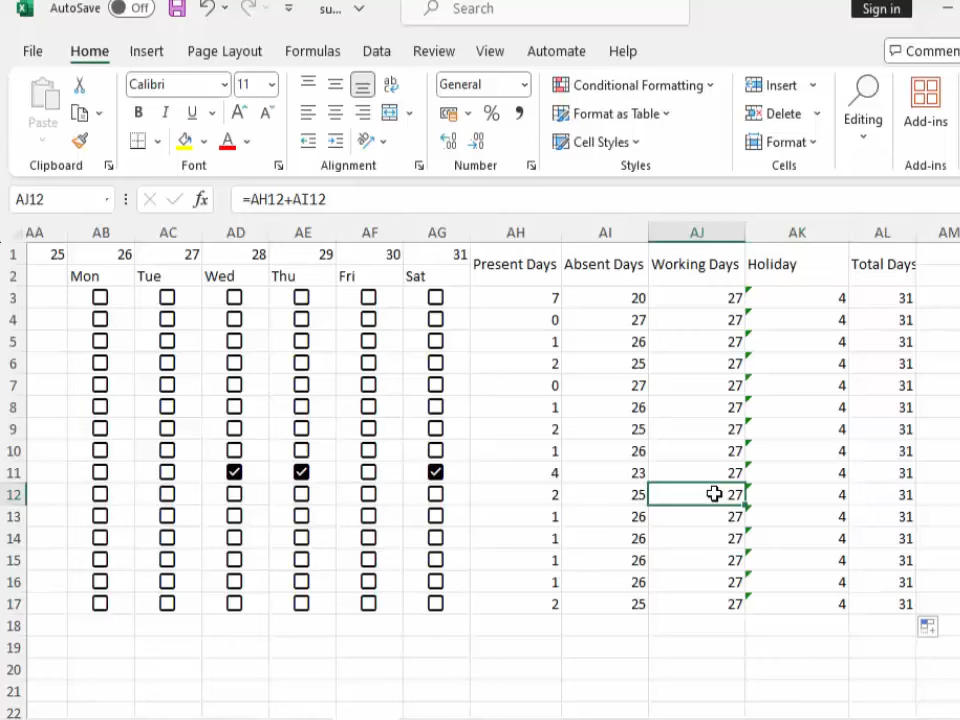 AutoSave Off su... Search Sign in
File Home Insert Page Layout Formulas Data Review View Automate Help Commen
Calibri 11 General Conditional Formatting Insert
Paste B I U A A % Format as Table Delete Editing Add-ins
A Cell Styles Format
Clipboard Font Alignment Number Styles Cells Add-ins
AJ12 fx =AH12+AI12
AA AB AC AD AE AF AG AH AI AJ AK AL AM
1 25 26 27 28 29 30 31 Present Days Absent Days Working Days Holiday Total Days
2 Mon Tue Wed Thu Fri Sat
3 7 20 27 4 31
4 0 27 27 4 31
5 1 26 27 4 31
6 2 25 27 4 31
7 0 27 27 4 31
8 1 26 27 4 31
9 2 25 27 4 31
10 1 26 27 4 31
11 4 23 27 4 31
12 2 25 27 4 31
13 1 26 27 4 31
14 1 26 27 4 31
15 1 26 27 4 31
16 1 26 27 4 31
17 2 25 27 4 31
18
19
20
21
22